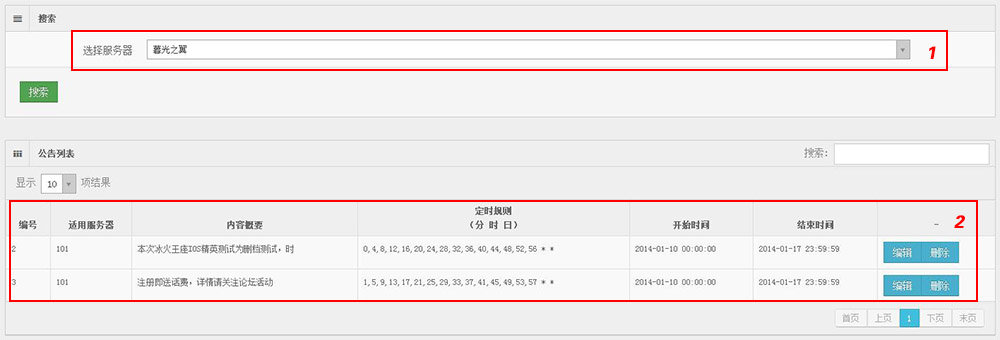 搜索
选择服务器 暮光之翼 1
搜索
公告列表 搜索:
显示 10 项结果
编号 适用服务器 内容概要 定时规则 (分 时 日) 开始时间 结束时间 - 2
2 101 本次冰火王座IOS精英测试为删档测试，时 0,4,8,12,16,20,24,28,32,36,40,44,48,52,56 * * 2014-01-10 00:00:00 2014-01-17 23:59:59 编辑 删除
3 101 注册即送话费，详情请关注论坛活动 1,5,9,13,17,21,25,29,33,37,41,45,49,53,57 * * 2014-01-10 00:00:00 2014-01-17 23:59:59 编辑 删除
首页 上页 1 下页 末页